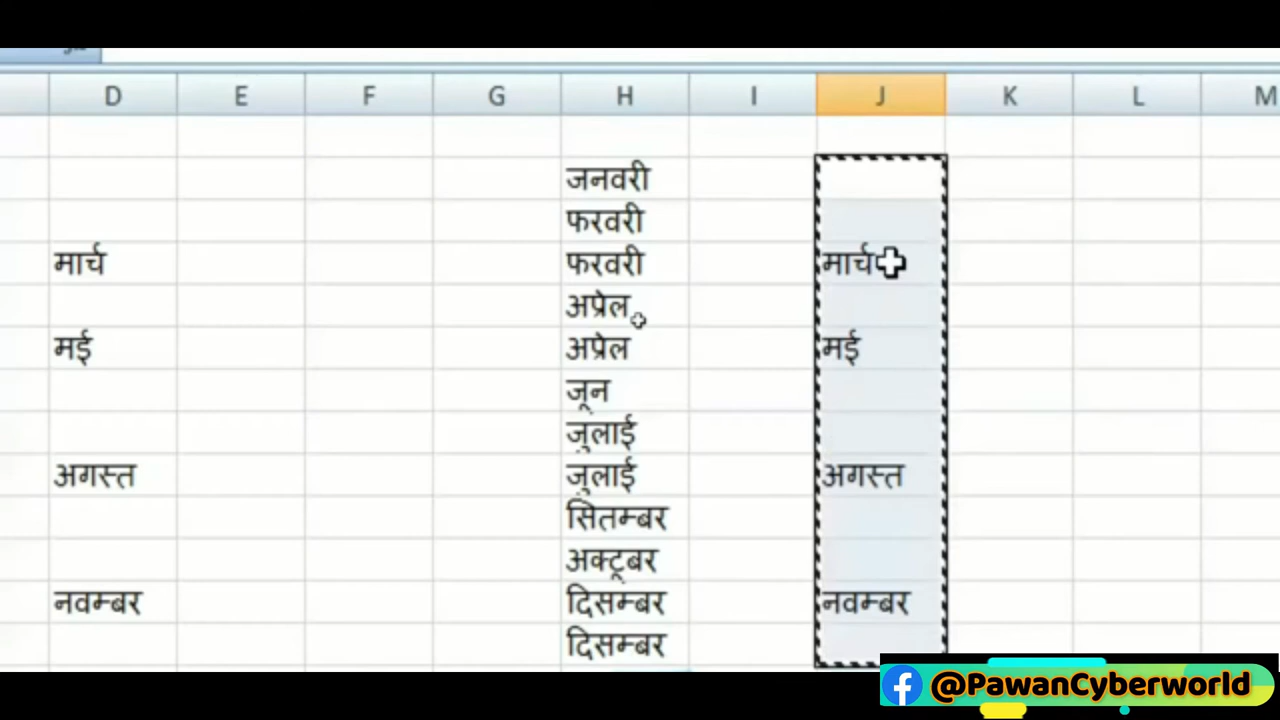 D E F G H I J K L M
जनवरी
फरवरी
मार्च फरवरी मार्च
अप्रेल
मई अप्रेल मई
जून
जुलाई
अगस्त जुलाई अगस्त
सितम्बर
अक्टूबर
नवम्बर दिसम्बर नवम्बर
दिसम्बर
@PawanCyberworld